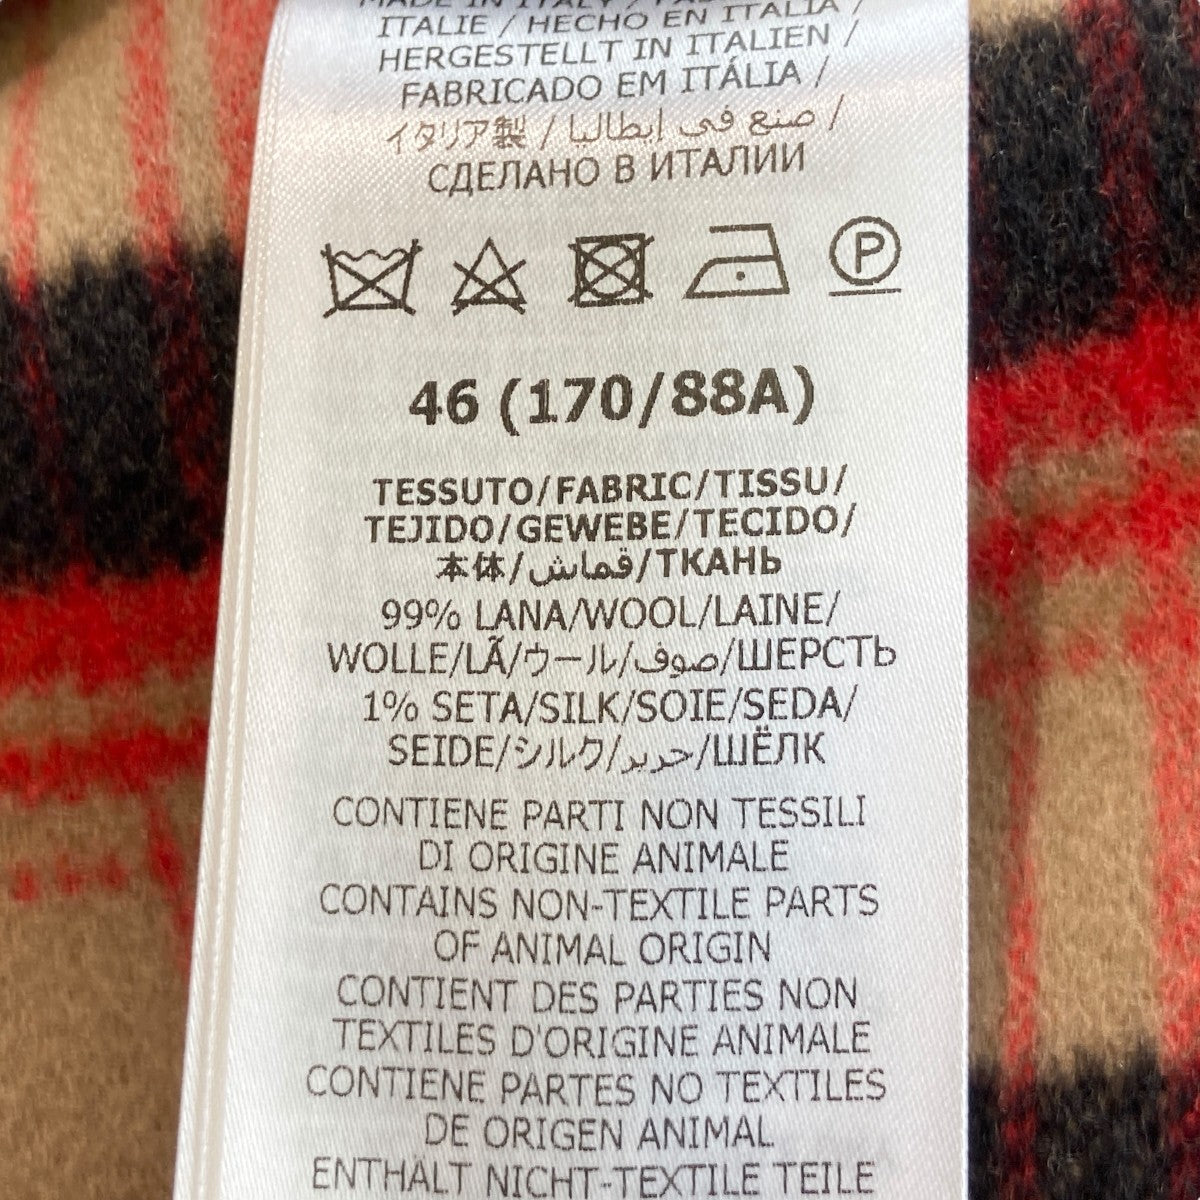 MADE IN ITALY /
ITALIE / HECHO EN ITALIA /
HERGESTELLT IN ITALIEN /
FABRICADO EM ITÁLIA /
イタリア製 / صنع في إيطاليا /
СДЕЛАНО В ИТАЛИИ
P
46 (170/88A)
TESSUTO/FABRIC/TISSU/
TEJIDO/GEWEBE/TECIDO/
本体/قماش/ТКАНЬ
99% LANA/WOOL/LAINE/
WOLLE/LÃ/ウール/صوف/ШЕРСТЬ
1% SETA/SILK/SOIE/SEDA/
SEIDE/シルク/حرير/ШЁЛК
CONTIENE PARTI NON TESSILI
DI ORIGINE ANIMALE
CONTAINS NON-TEXTILE PARTS
OF ANIMAL ORIGIN
CONTIENT DES PARTIES NON
TEXTILES D'ORIGINE ANIMALE
CONTIENE PARTES NO TEXTILES
DE ORIGEN ANIMAL
ENTHÄLT NICHT-TEXTILE TEILE